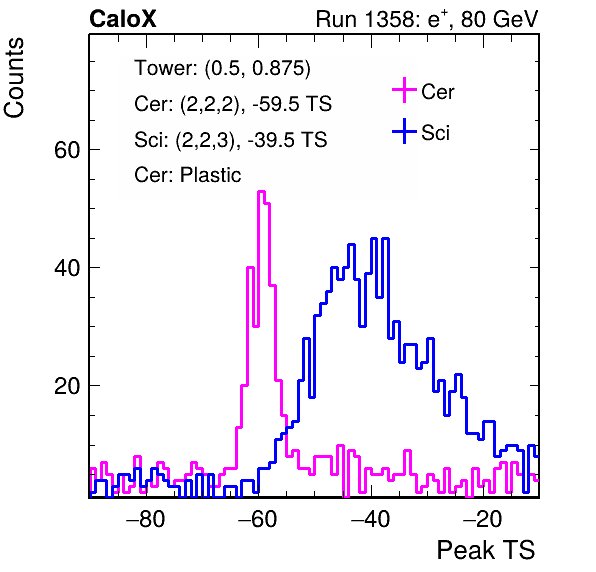 CaloX Run 1358: e⁺, 80 GeV
Counts
Tower: (0.5, 0.875)
Cer: (2,2,2), -59.5 TS
Sci: (2,2,3), -39.5 TS
Cer: Plastic
Cer
Sci
60
40
20
−80 −60 −40 −20
Peak TS